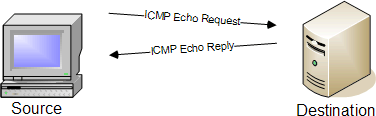 ICMP Echo Request
ICMP Echo Reply
Source
Destination